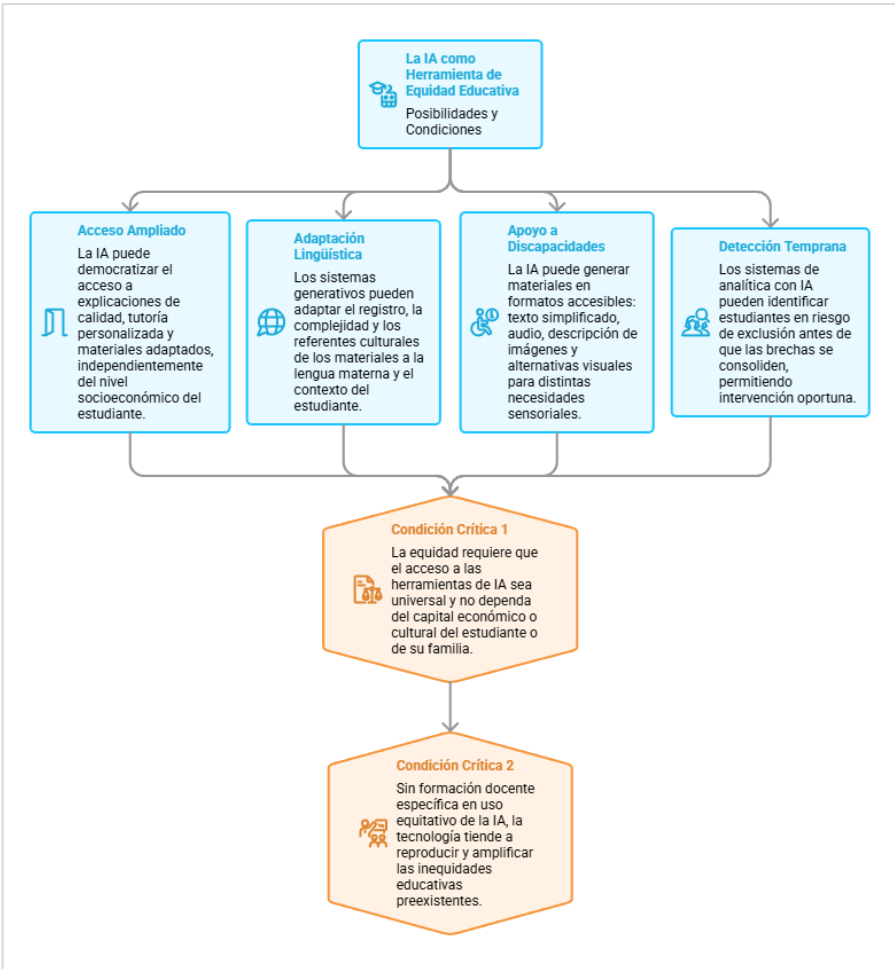 La IA como
Herramienta de
Equidad Educativa
Posibilidades y
Condiciones
Acceso Ampliado
La IA puede
democratizar el
acceso a
explicaciones de
calidad, tutoría
personalizada y
materiales adaptados,
independientemente
del nivel
socioeconómico del
estudiante.
Adaptación
Lingüística
Los sistemas
generativos pueden
adaptar el registro, la
complejidad y los
referentes culturales
de los materiales a la
lengua materna y el
contexto del
estudiante.
Apoyo a
Discapacidades
La IA puede generar
materiales en
formatos accesibles:
texto simplificado,
audio, descripción de
imágenes y
alternativas visuales
para distintas
necesidades
sensoriales.
Detección Temprana
Los sistemas de
analítica con IA
pueden identificar
estudiantes en riesgo
de exclusión antes de
que las brechas se
consoliden,
permitiendo
intervención oportuna.
Condición Crítica 1
La equidad requiere que
el acceso a las
herramientas de IA sea
universal y no dependa
del capital económico o
cultural del estudiante o
de su familia.
Condición Crítica 2
Sin formación docente
específica en uso
equitativo de la IA, la
tecnología tiende a
reproducir y amplificar
las inequidades
educativas
preexistentes.